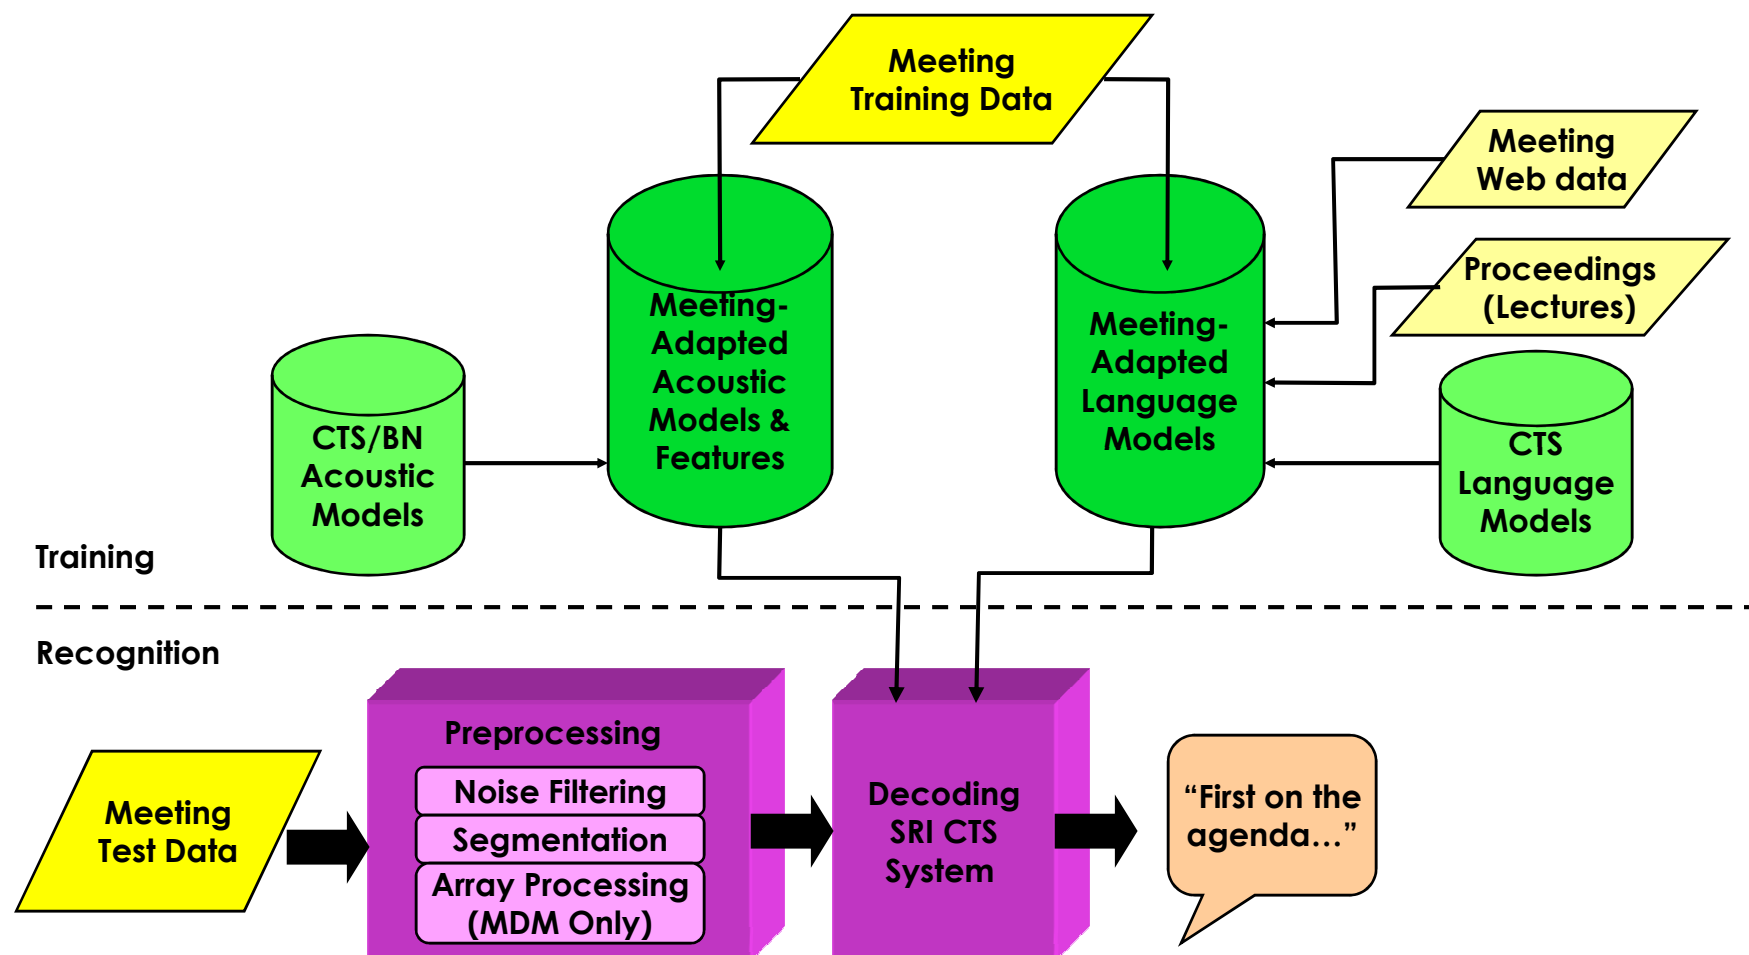 Meeting
Training Data
Meeting
Web data
Proceedings
(Lectures)
Meeting-
Adapted
Acoustic
Models &
Features
Meeting-
Adapted
Language
Models
CTS/BN
Acoustic
Models
CTS
Language
Models
Training
Recognition
Preprocessing
Noise Filtering
Segmentation
Array Processing
(MDM Only)
Meeting
Test Data
Decoding
SRI CTS
System
“First on the
agenda…”